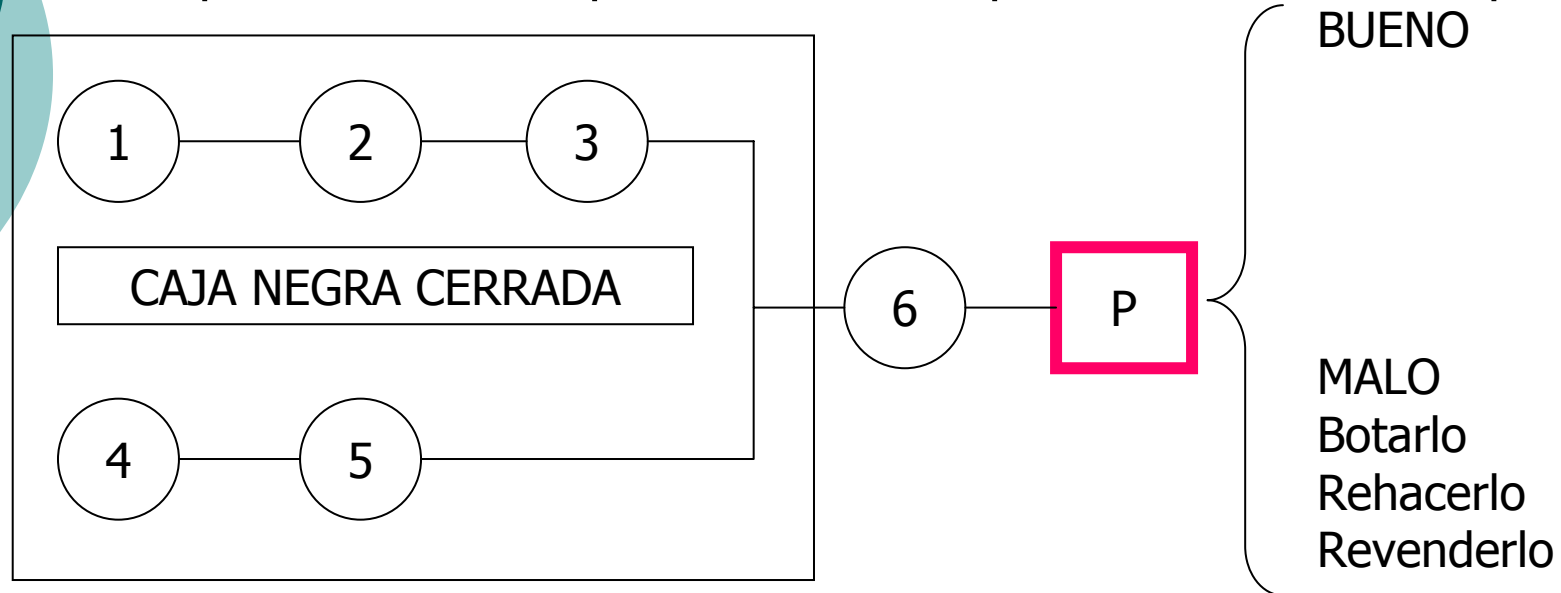 BUENO
1 2 3
CAJA NEGRA CERRADA
6 P
MALO
4 5
Botarlo
Rehacerlo
Revenderlo